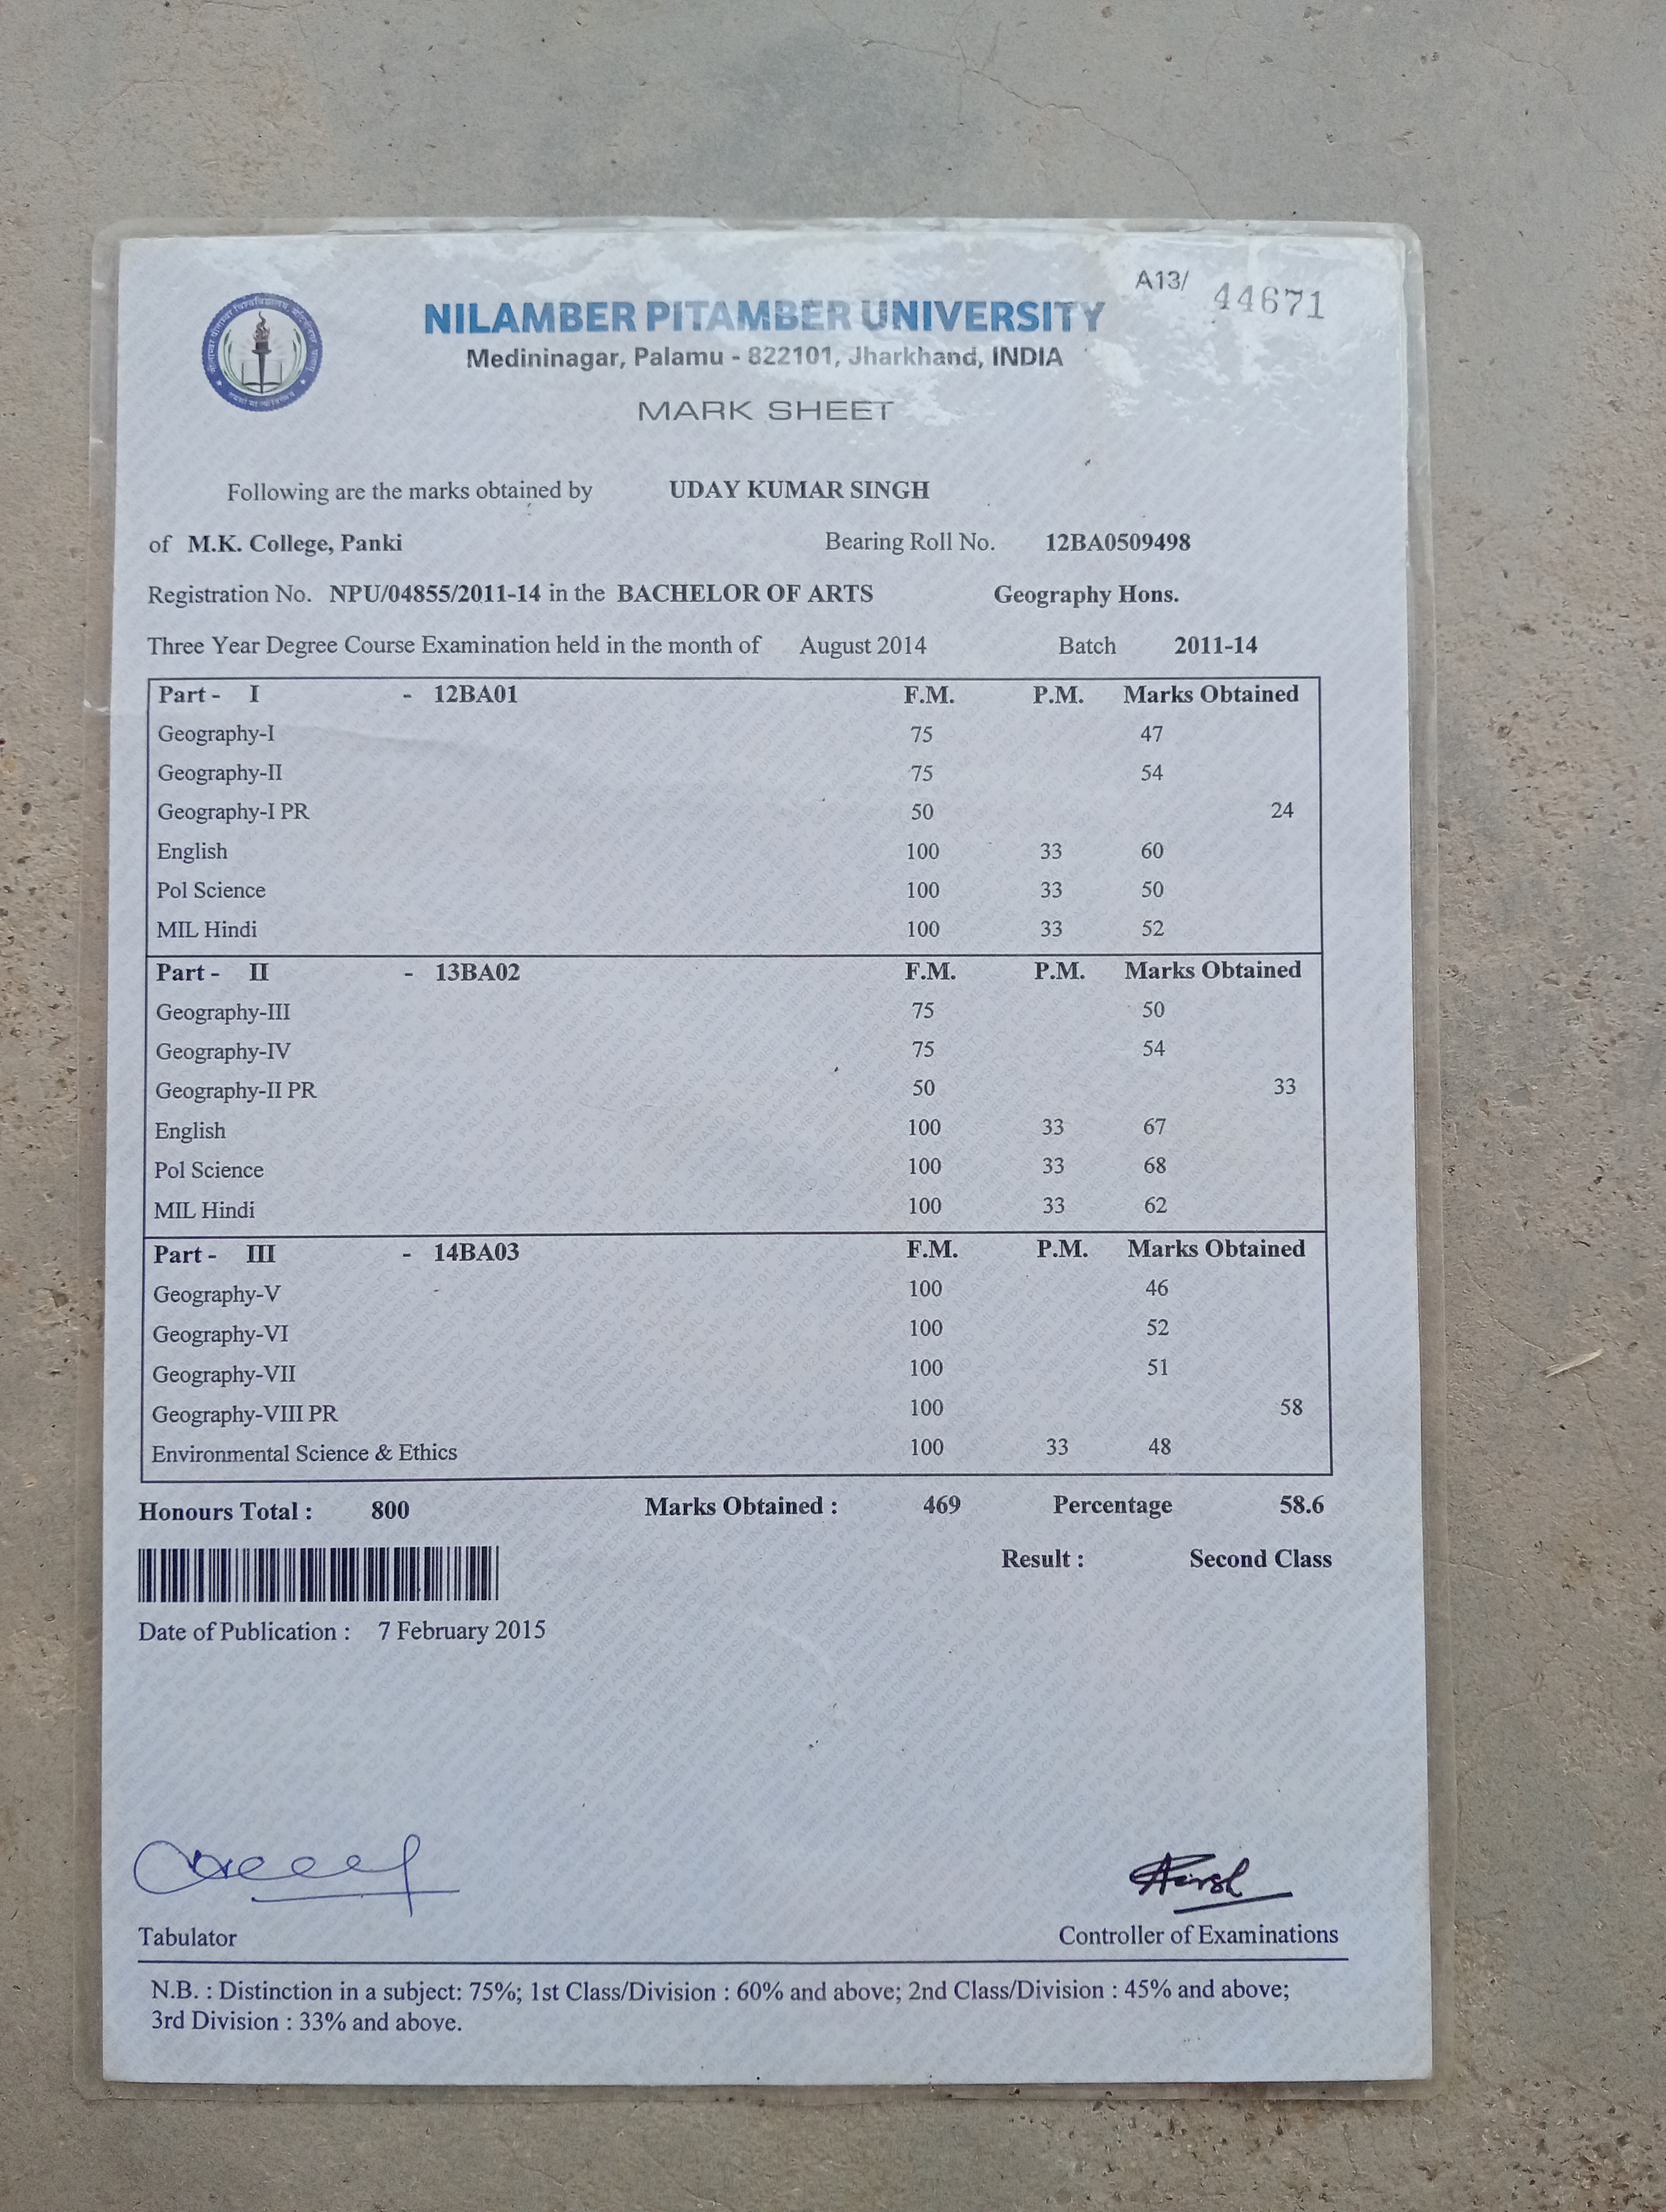 A13/ 44671
NILAMBER PITAMBER UNIVERSITY
Medininagar, Palamu - 822101, Jharkhand, INDIA
MARK SHEET
Following are the marks obtained by UDAY KUMAR SINGH
of M.K. College, Panki Bearing Roll No. 12BA0509498
Registration No. NPU/04855/2011-14 in the BACHELOR OF ARTS Geography Hons.
Three Year Degree Course Examination held in the month of August 2014 Batch 2011-14
Part - I - 12BA01 F.M. P.M. Marks Obtained
Geography-I 75 47
Geography-II 75 54
Geography-I PR 50 24
English 100 33 60
Pol Science 100 33 50
MIL Hindi 100 33 52
Part - II - 13BA02 F.M. P.M. Marks Obtained
Geography-III 75 50
Geography-IV 75 54
Geography-II PR 50 33
English 100 33 67
Pol Science 100 33 68
MIL Hindi 100 33 62
Part - III - 14BA03 F.M. P.M. Marks Obtained
Geography-V 100 46
Geography-VI 100 52
Geography-VII 100 51
Geography-VIII PR 100 58
Environmental Science & Ethics 100 33 48
Honours Total : 800 Marks Obtained : 469 Percentage 58.6
Result : Second Class
Date of Publication : 7 February 2015
Tabulator Controller of Examinations
N.B. : Distinction in a subject: 75%; 1st Class/Division : 60% and above; 2nd Class/Division : 45% and above;
3rd Division : 33% and above.